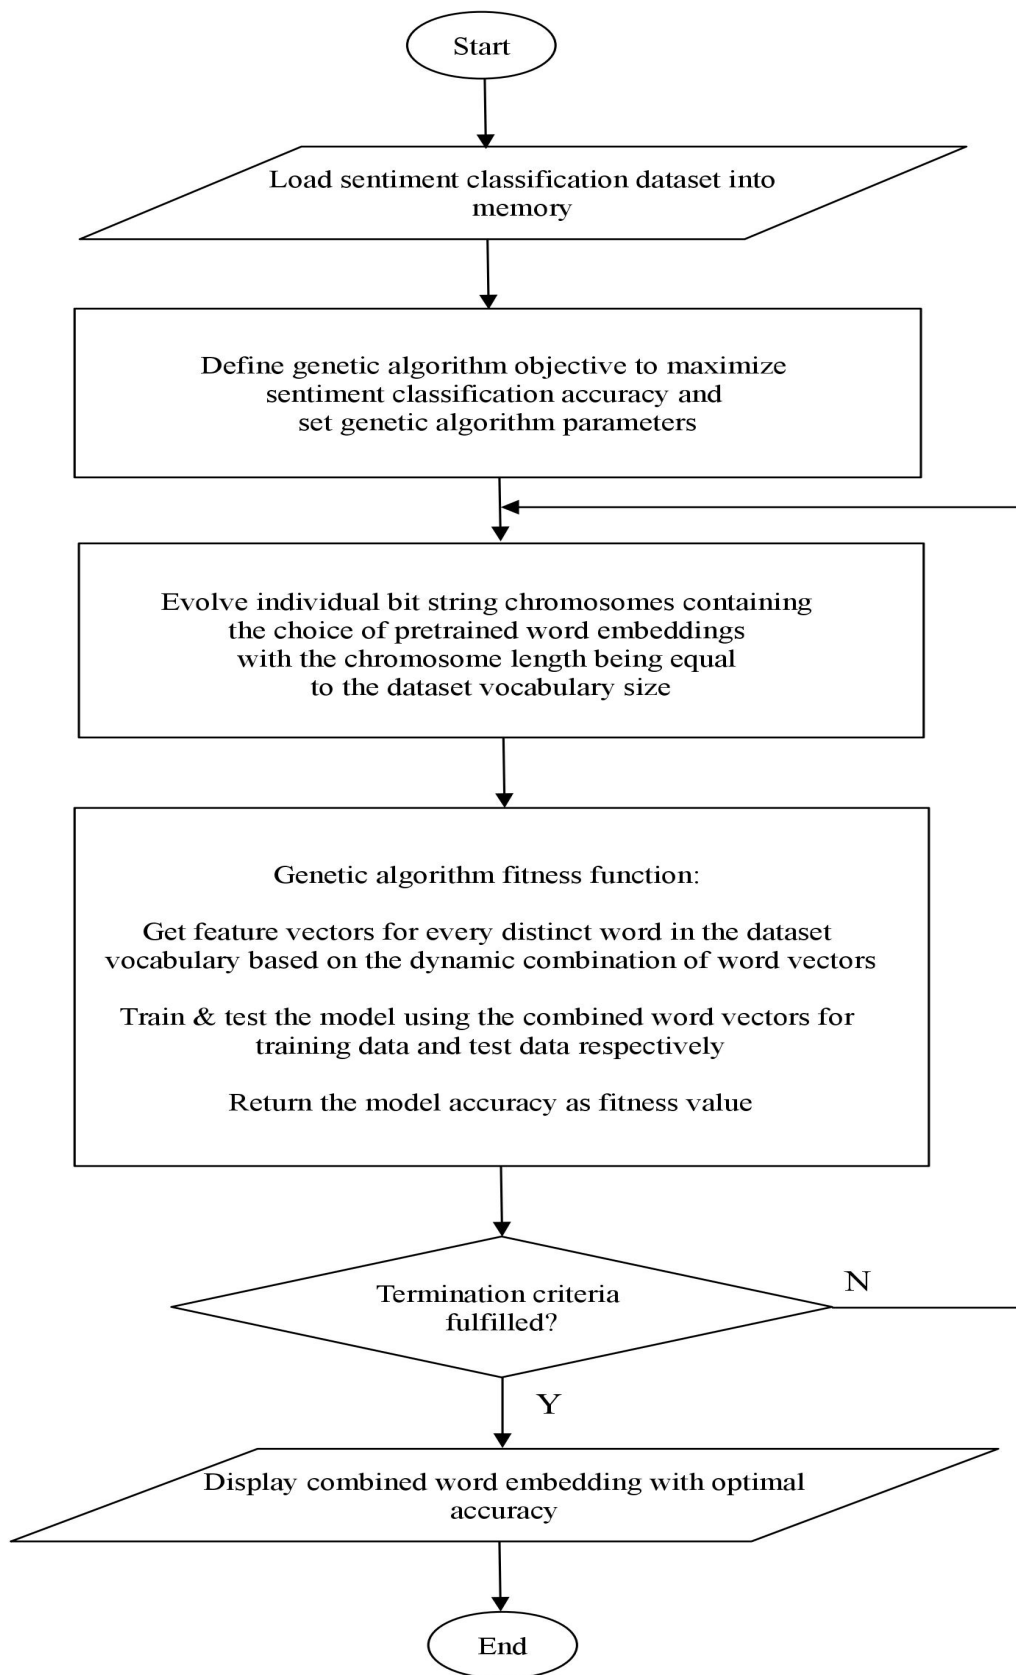 Start
Load sentiment classification dataset into
memory
Define genetic algorithm objective to maximize
sentiment classification accuracy and
set genetic algorithm parameters
Evolve individual bit string chromosomes containing
the choice of pretrained word embeddings
with the chromosome length being equal
to the dataset vocabulary size
Genetic algorithm fitness function:
Get feature vectors for every distinct word in the dataset
vocabulary based on the dynamic combination of word vectors
Train & test the model using the combined word vectors for
training data and test data respectively
Return the model accuracy as fitness value
Termination criteria
fulfilled?
N
Y
Display combined word embedding with optimal
accuracy
End